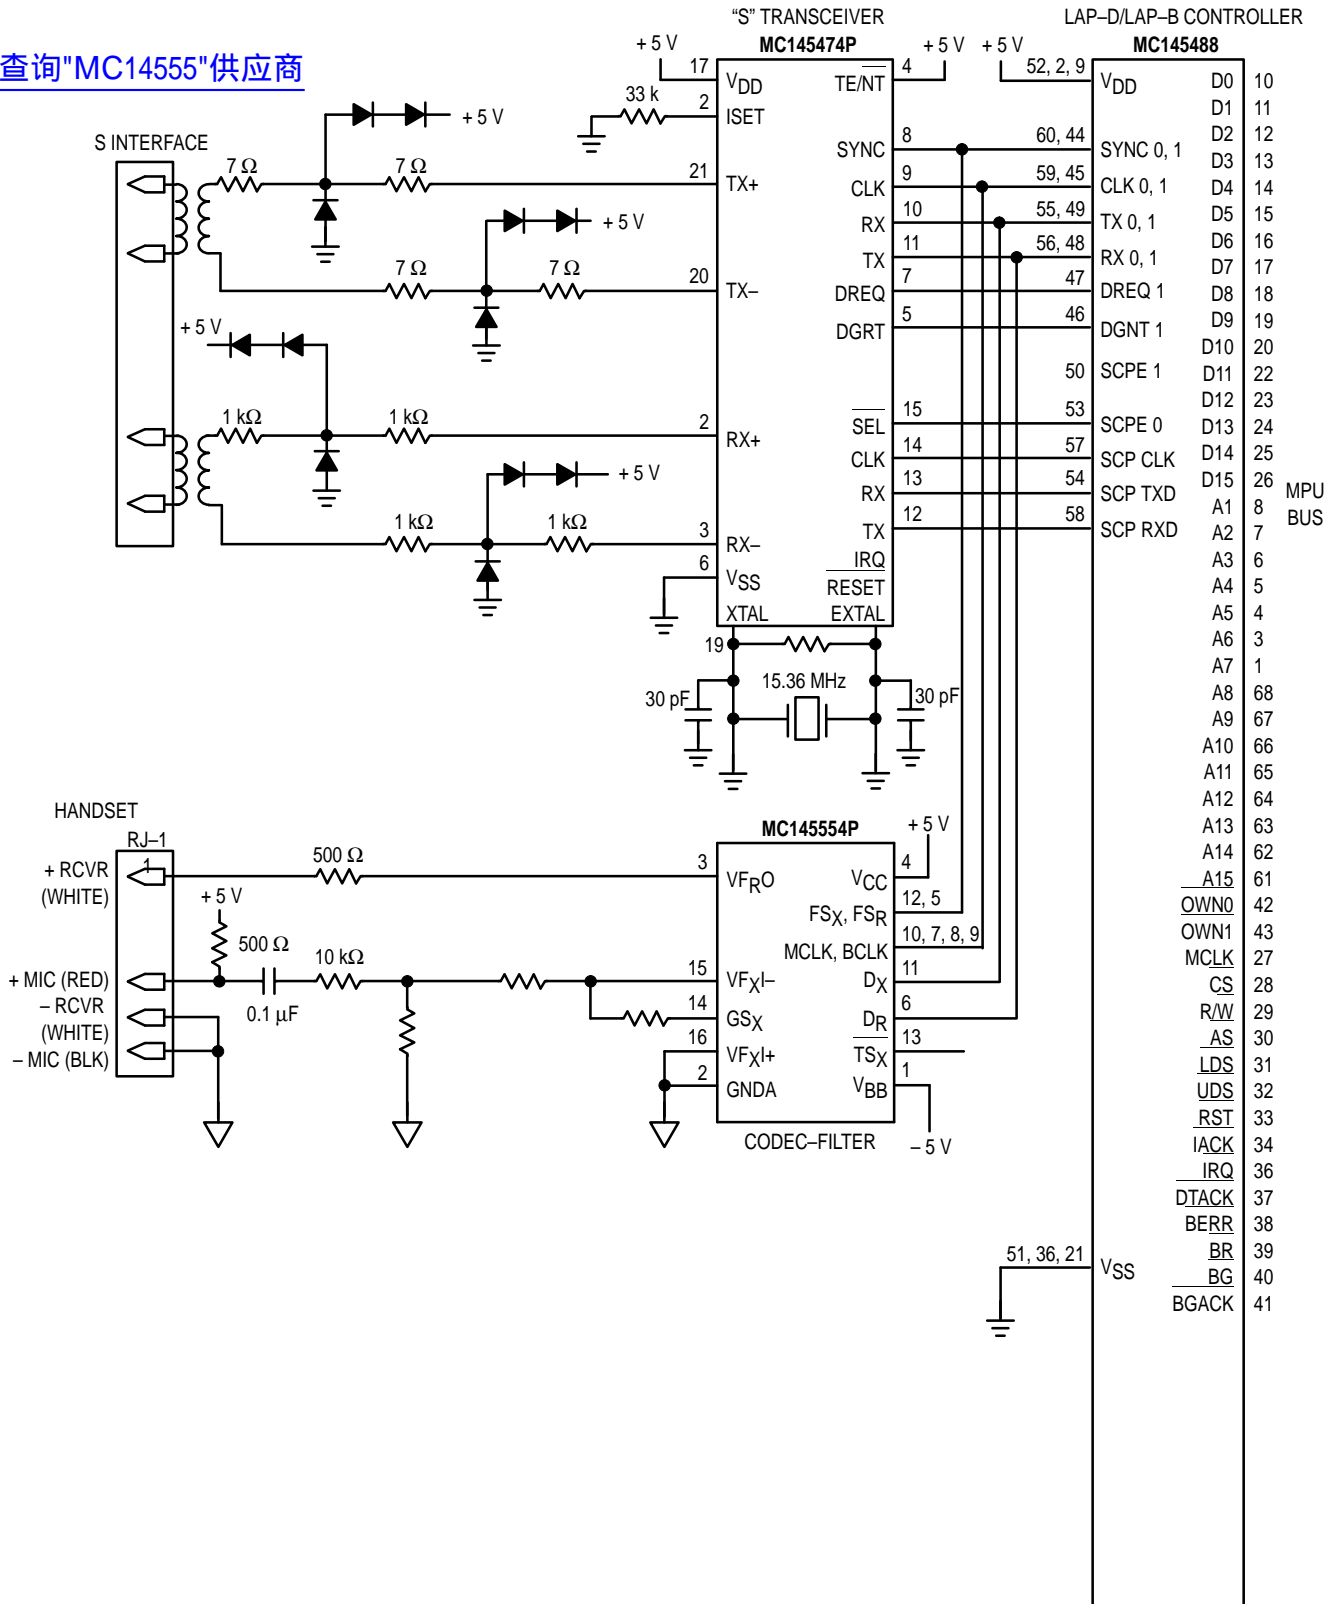 "S" TRANSCEIVER
MC145474P
LAP–D/LAP–B CONTROLLER
MC145488
查询"MC14555"供应商
+ 5 V
17
VDD
33 k
2
ISET
+ 5 V
S INTERFACE
7 Ω
7 Ω
21
TX+
+ 5 V
7 Ω
7 Ω
20
TX–
+ 5 V
1 kΩ
1 kΩ
2
RX+
+ 5 V
1 kΩ
1 kΩ
3
RX–
6
VSS
XTAL
EXTAL
19
30 pF
15.36 MHz
30 pF
TE/NT
4
+ 5 V
SYNC
8
CLK
9
RX
10
TX
11
DREQ
7
DGRT
5
SEL
15
CLK
14
RX
13
TX
12
IRQ
RESET
+ 5 V
52, 2, 9
VDD
60, 44
SYNC 0, 1
59, 45
CLK 0, 1
55, 49
TX 0, 1
56, 48
RX 0, 1
47
DREQ 1
46
DGNT 1
50
SCPE 1
53
SCPE 0
57
SCP CLK
54
SCP TXD
58
SCP RXD
51, 36, 21
VSS
D0 10
D1 11
D2 12
D3 13
D4 14
D5 15
D6 16
D7 17
D8 18
D9 19
D10 20
D11 22
D12 23
D13 24
D14 25
D15 26
A1 8
A2 7
A3 6
A4 5
A5 4
A6 3
A7 1
A8 68
A9 67
A10 66
A11 65
A12 64
A13 63
A14 62
A15 61
OWN0 42
OWN1 43
MCLK 27
CS 28
R/W 29
AS 30
LDS 31
UDS 32
RST 33
IACK 34
IRQ 36
DTACK 37
BERR 38
BR 39
BG 40
BGACK 41
MPU
BUS
HANDSET
RJ–1
1
+ RCVR
(WHITE)
+ 5 V
500 Ω
500 Ω
10 kΩ
0.1 µF
+ MIC (RED)
– RCVR
(WHITE)
– MIC (BLK)
MC145554P
+ 5 V
3
VFRO
15
VFXI–
14
GSX
16
VFXI+
2
GNDA
VCC
4
FSX, FSR
12, 5
MCLK, BCLK
10, 7, 8, 9
DX
11
DR
6
TSX
13
VBB
1
– 5 V
CODEC–FILTER